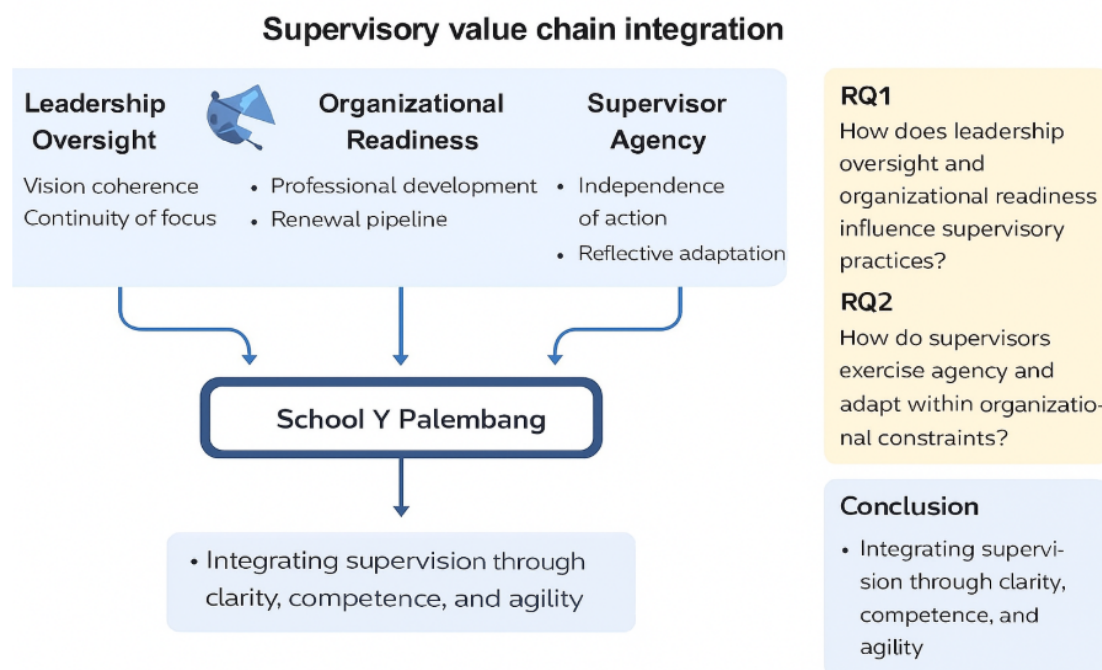 Supervisory value chain integration
Leadership
Oversight
Vision coherence
Continuity of focus
Organizational
Readiness
• Professional development
• Renewal pipeline
Supervisor
Agency
• Independence
of action
• Reflective adaptation
School Y Palembang
• Integrating supervision through
clarity, competence, and agility
RQ1
How does leadership
oversight and
organizational readiness
influence supervisory
practices?
RQ2
How do supervisors
exercise agency and
adapt within organizatio-
nal constraints?
Conclusion
• Integrating supervi-
sion through clarity,
competence, and
agility